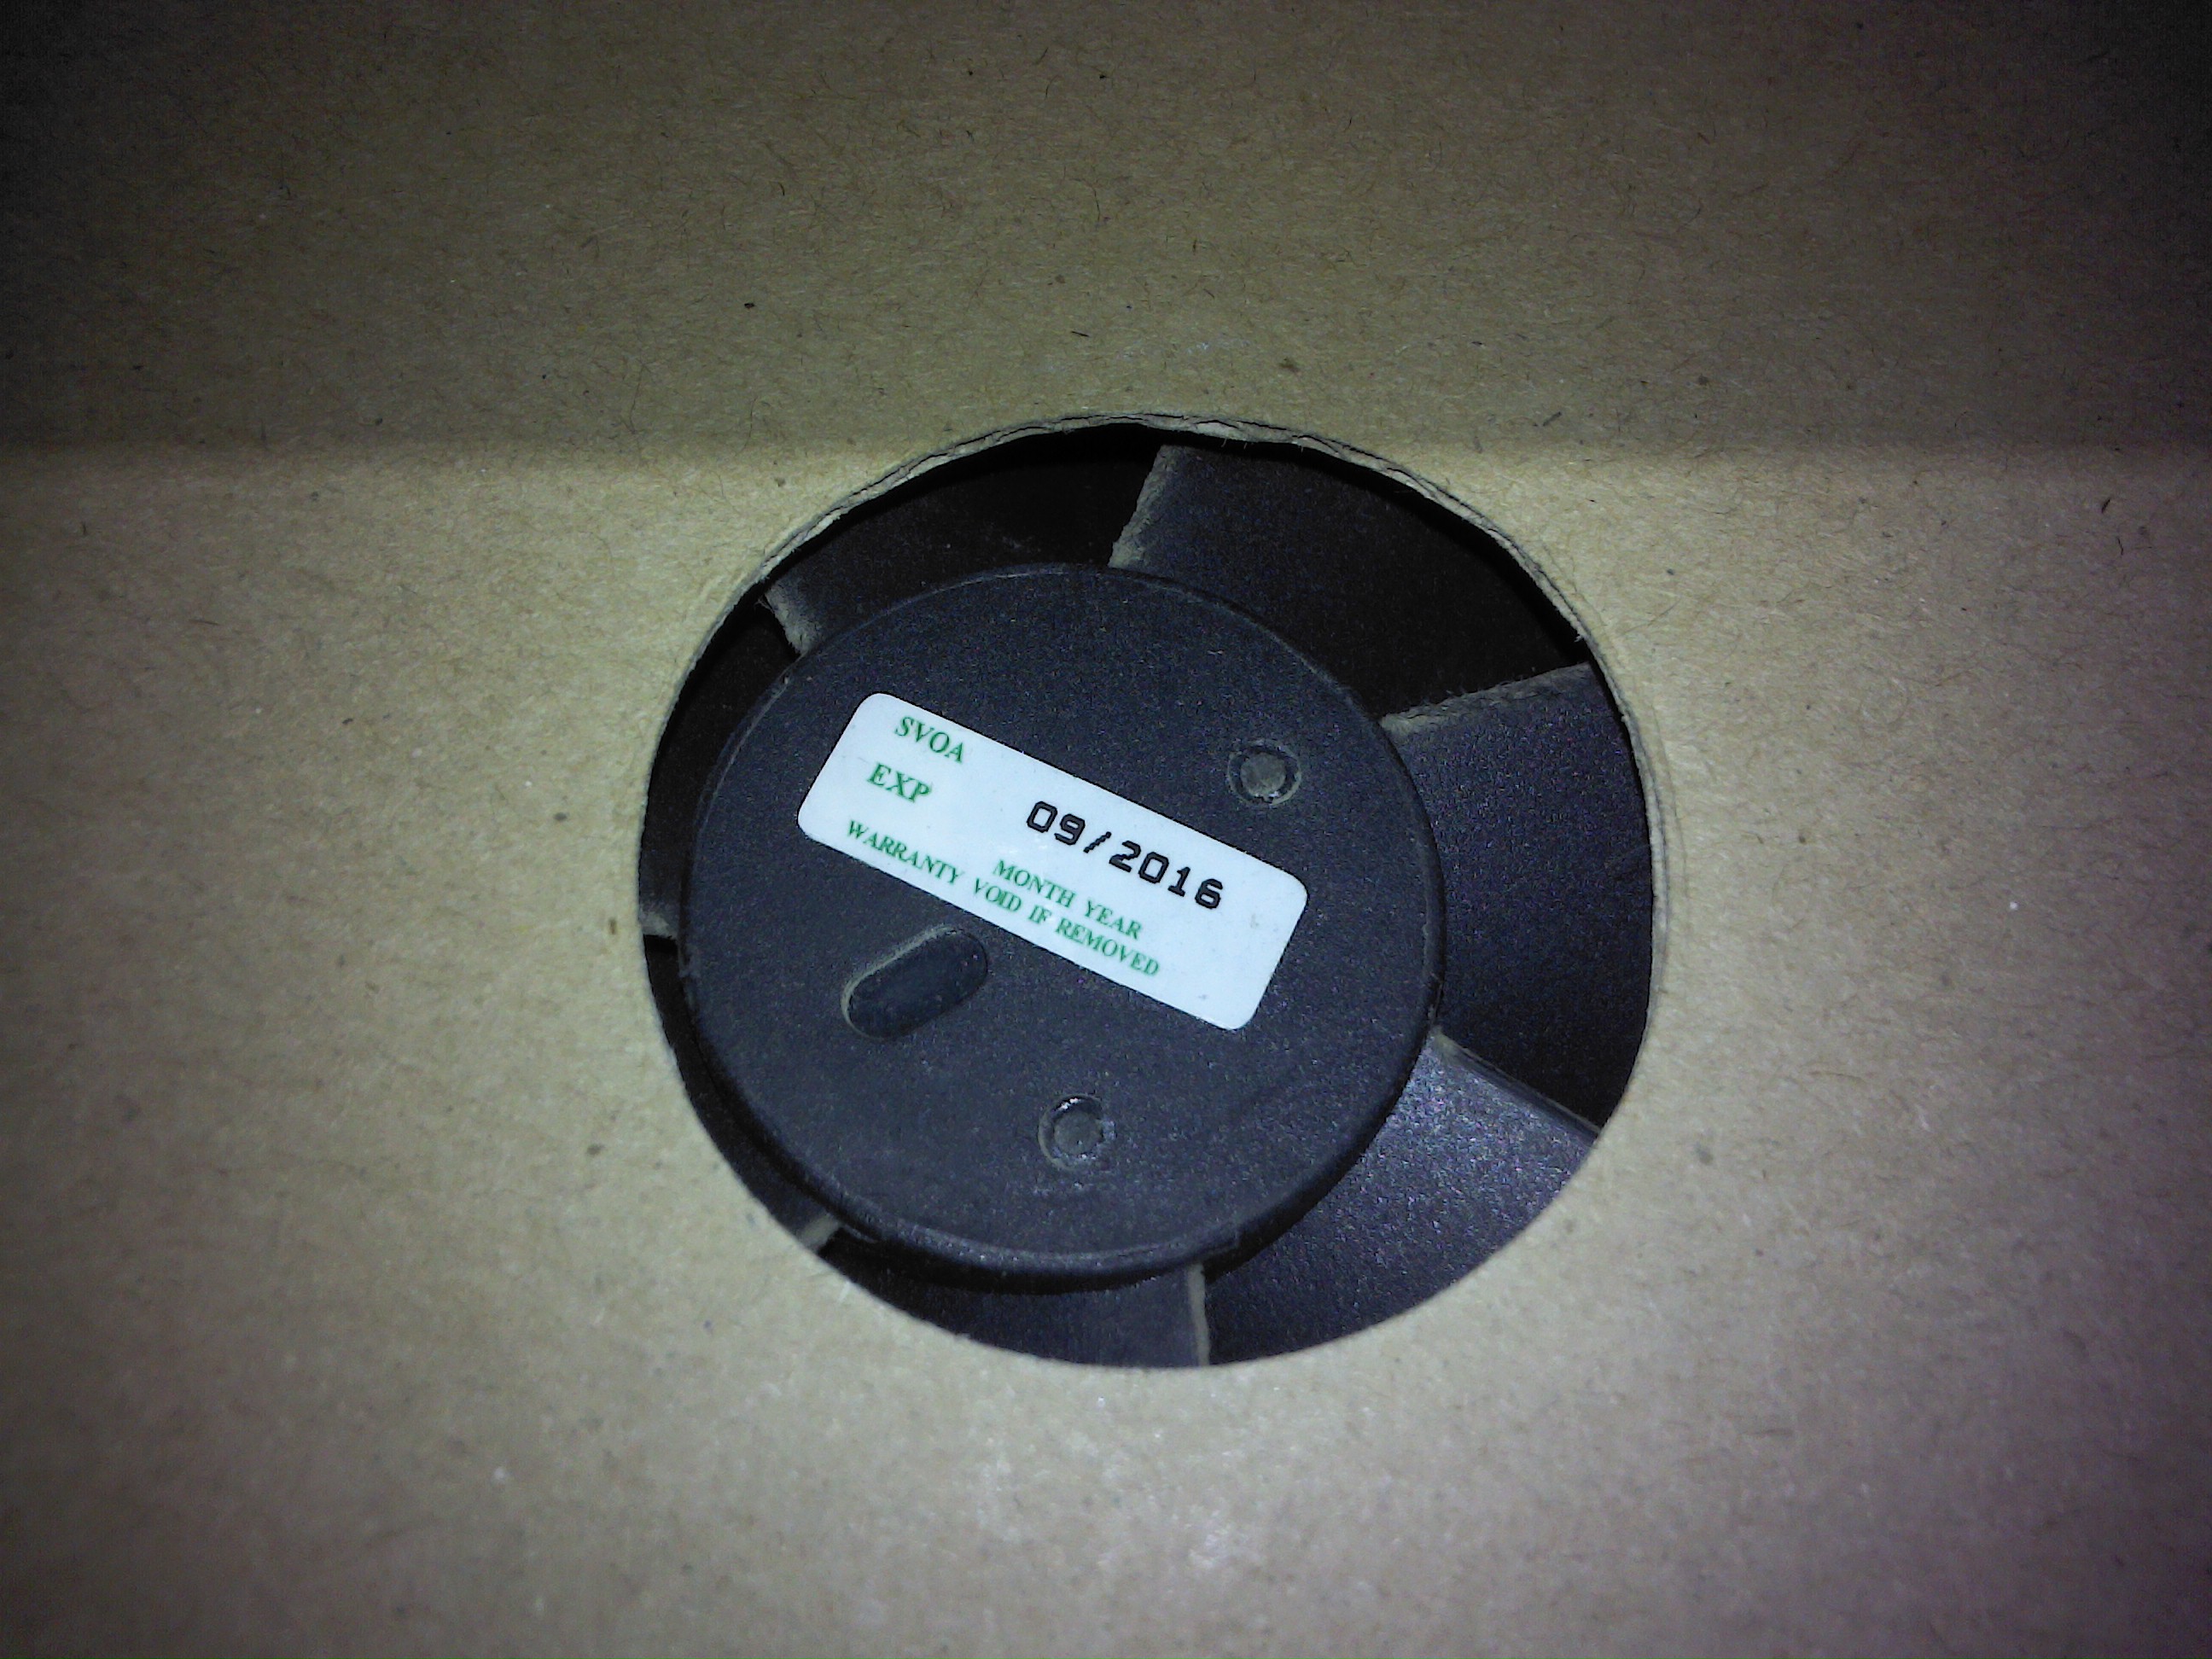 SVOA
EXP
09/2016
MONTH YEAR
WARRANTY VOID IF REMOVED